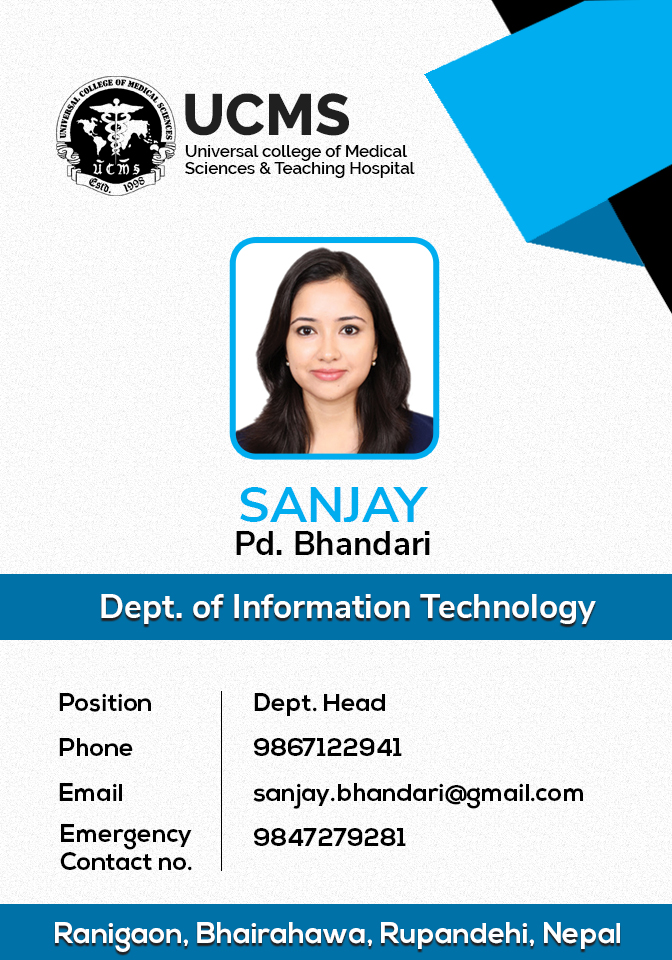 UNIVERSAL COLLEGE OF MEDICAL SCIENCES
UCMS
Estd. 1998
UCMS
Universal college of Medical
Sciences & Teaching Hospital
SANJAY
Pd. Bhandari
Dept. of Information Technology
Position Dept. Head
Phone 9867122941
Email sanjay.bhandari@gmail.com
Emergency
Contact no. 9847279281
Ranigaon, Bhairahawa, Rupandehi, Nepal